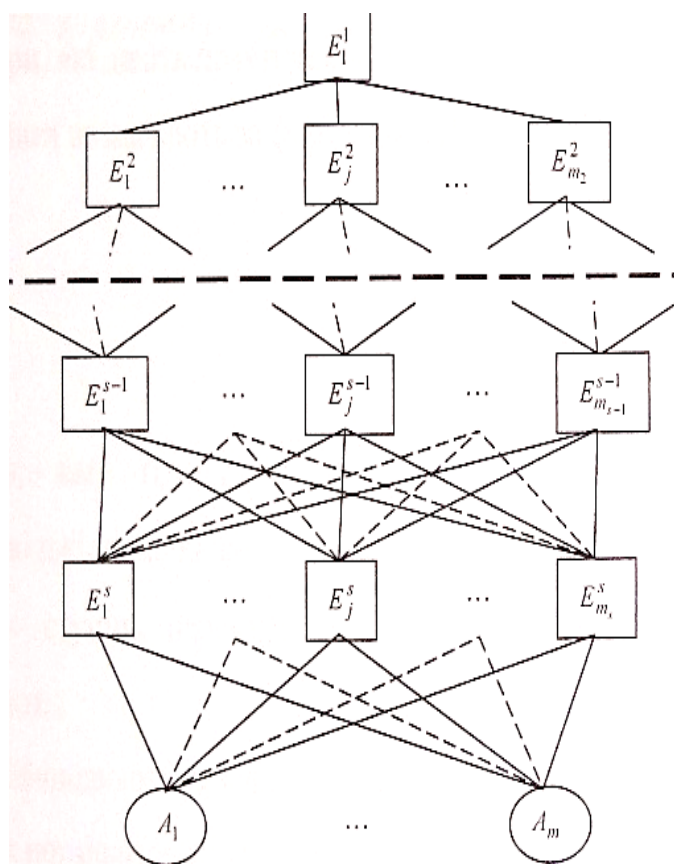 E_1^1
E_1^2 ... E_j^2 ... E_{m_2}^2
E_1^{s-1} ... E_j^{s-1} ... E_{m_{s-1}}^{s-1}
E_1^s ... E_j^s ... E_{m_s}^s
A_1 ... A_m